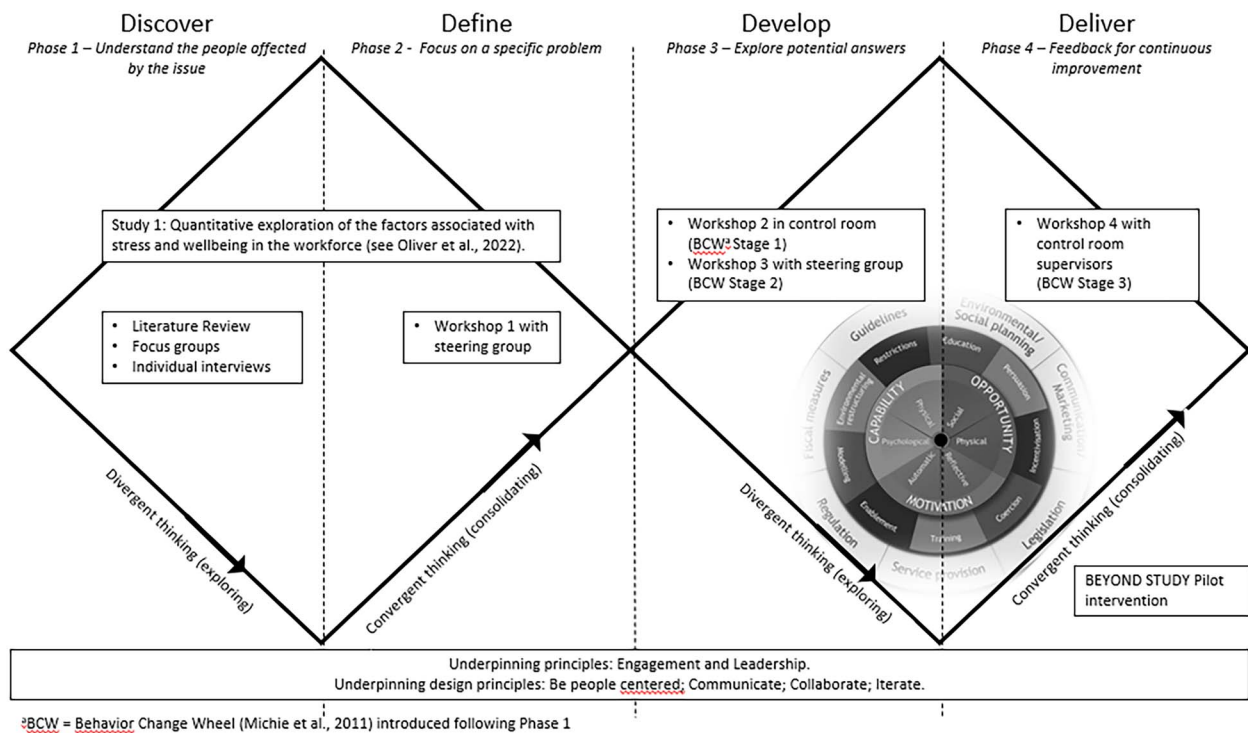 Discover
Define
Develop
Deliver
Phase 1 – Understand the people affected
by the issue
Phase 2 -  Focus on a specific problem
Phase 3 – Explore potential answers
Phase 4 – Feedback for continuous
improvement
Study 1: Quantitative exploration of the factors associated with
stress and wellbeing in the workforce (see Oliver et al., 2022).
• Literature Review
• Focus groups
• Individual interviews
• Workshop 1 with
steering group
• Workshop 2 in control room
(BCWª Stage 1)
• Workshop 3 with steering group
(BCW Stage 2)
• Workshop 4 with
control room
supervisors
(BCW Stage 3)
Guidelines
Environmental/
Social planning
Communication/
Marketing
Legislation
Service provision
Regulation
Fiscal measures
Restrictions
Education
Persuasion
Incentivisation
Coercion
Training
Enablement
Modelling
Environmental
restructuring
CAPABILITY
OPPORTUNITY
MOTIVATION
Physical
Social
Psychological
Physical
Automatic
Reflective
Divergent thinking (exploring)
Convergent thinking (consolidating)
Divergent thinking (exploring)
Convergent thinking (consolidating)
BEYOND STUDY Pilot
intervention
Underpinning principles: Engagement and Leadership.
Underpinning design principles: Be people centered; Communicate; Collaborate; Iterate.
ªBCW = Behavior Change Wheel (Michie et al., 2011) introduced following Phase 1